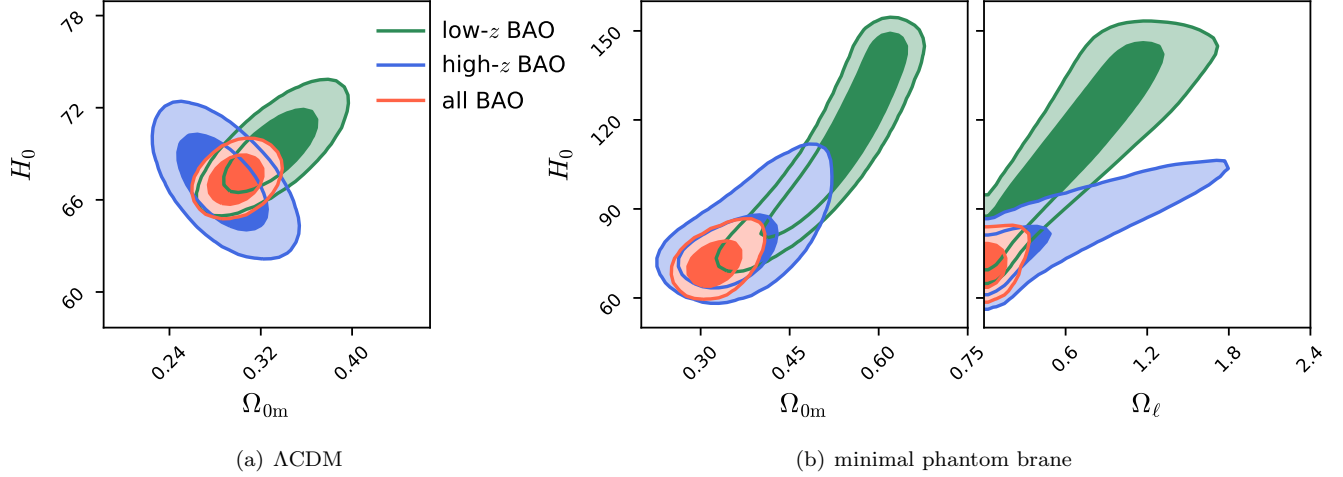 78
72
66
60
H₀
0.24
0.32
0.40
Ω₀ₘ
low-z BAO
high-z BAO
all BAO
(a) ΛCDM
150
120
90
60
H₀
0.30
0.45
0.60
0.75
Ω₀ₘ
0.6
1.2
1.8
2.4
Ωℓ
(b) minimal phantom brane